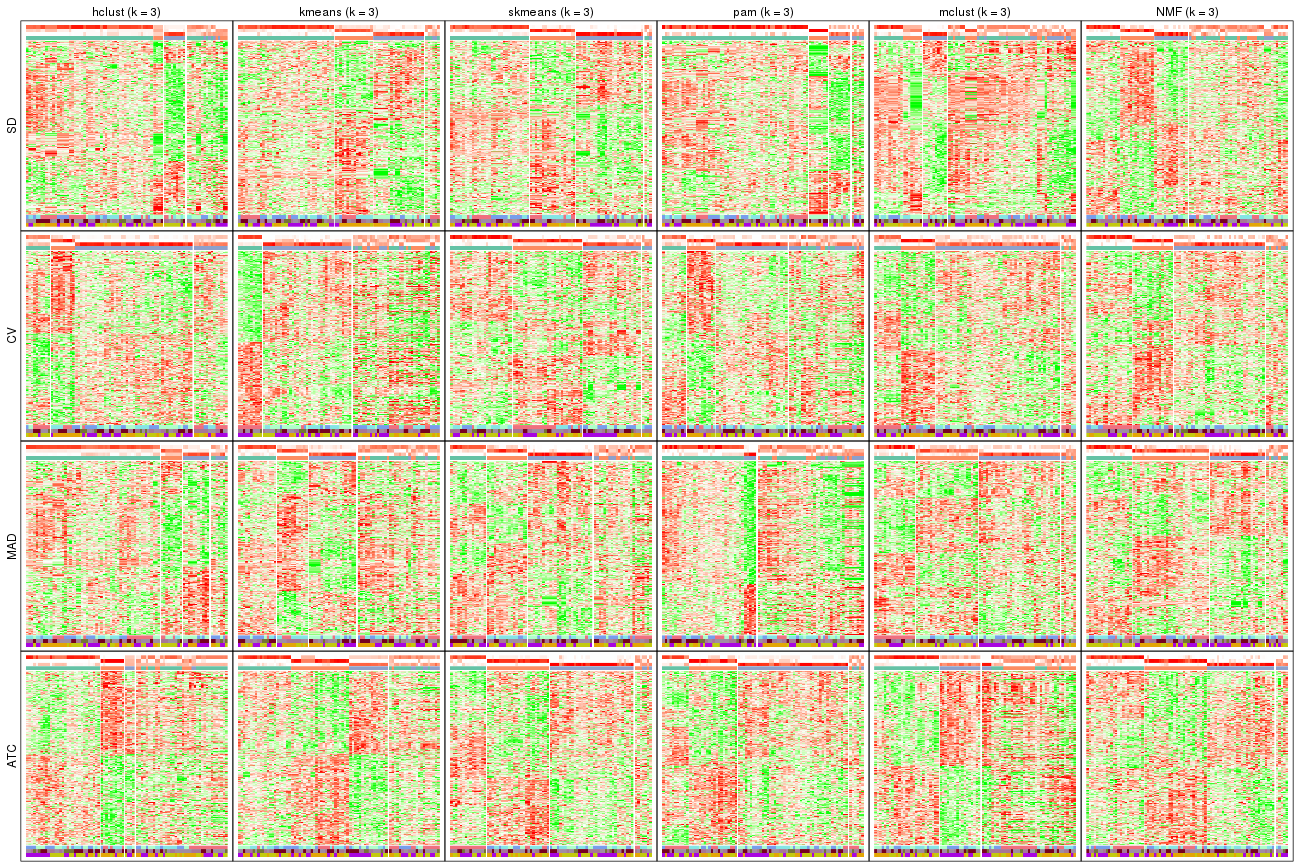 hclust (k = 3) kmeans (k = 3) skmeans (k = 3) pam (k = 3) mclust (k = 3) NMF (k = 3)
SD
CV
MAD
ATC